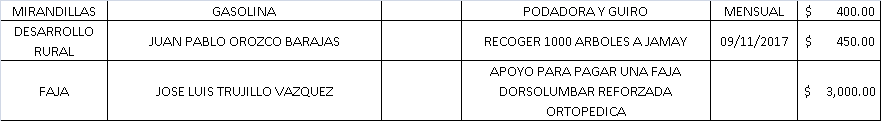 MIRANDILLAS GASOLINA PODADORA Y GUIRO MENSUAL $ 400.00
DESARROLLO RURAL JUAN PABLO OROZCO BARAJAS RECOGER 1000 ARBOLES A JAMAY 09/11/2017 $ 450.00
FAJA JOSE LUIS TRUJILLO VAZQUEZ APOYO PARA PAGAR UNA FAJA DORSOLUMBAR REFORZADA ORTOPEDICA $ 3,000.00